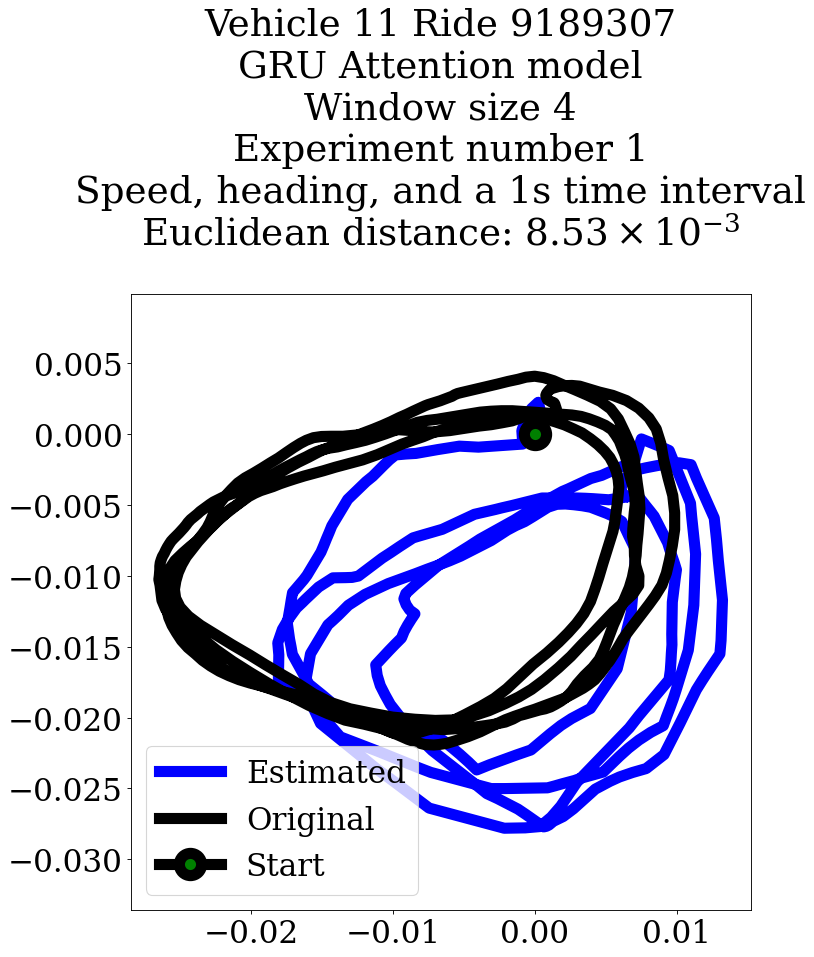 Vehicle 11 Ride 9189307
GRU Attention model
Window size 4
Experiment number 1
Speed, heading, and a 1s time interval
Euclidean distance: 8.53 × 10⁻³
0.005
0.000
−0.005
−0.010
−0.015
−0.020
−0.025
−0.030
Estimated
Original
Start
−0.02 −0.01 0.00 0.01